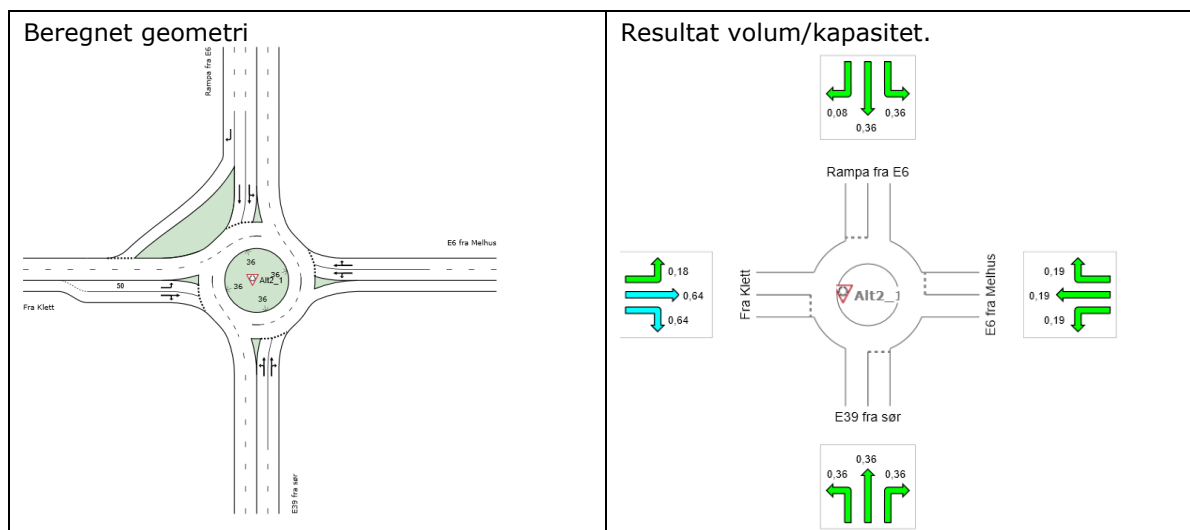 Beregnet geometri
Rampa fra E6
E6 fra Melhus
36
36
36
36
Alt2_1
50
Fra Klett
E39 fra sør
Resultat volum/kapasitet.
0,08
0,36
0,36
Rampa fra E6
0,18
0,64
0,64
Fra Klett
Alt2_1
E6 fra Melhus
0,19
0,19
0,19
E39 fra sør
0,36
0,36
0,36